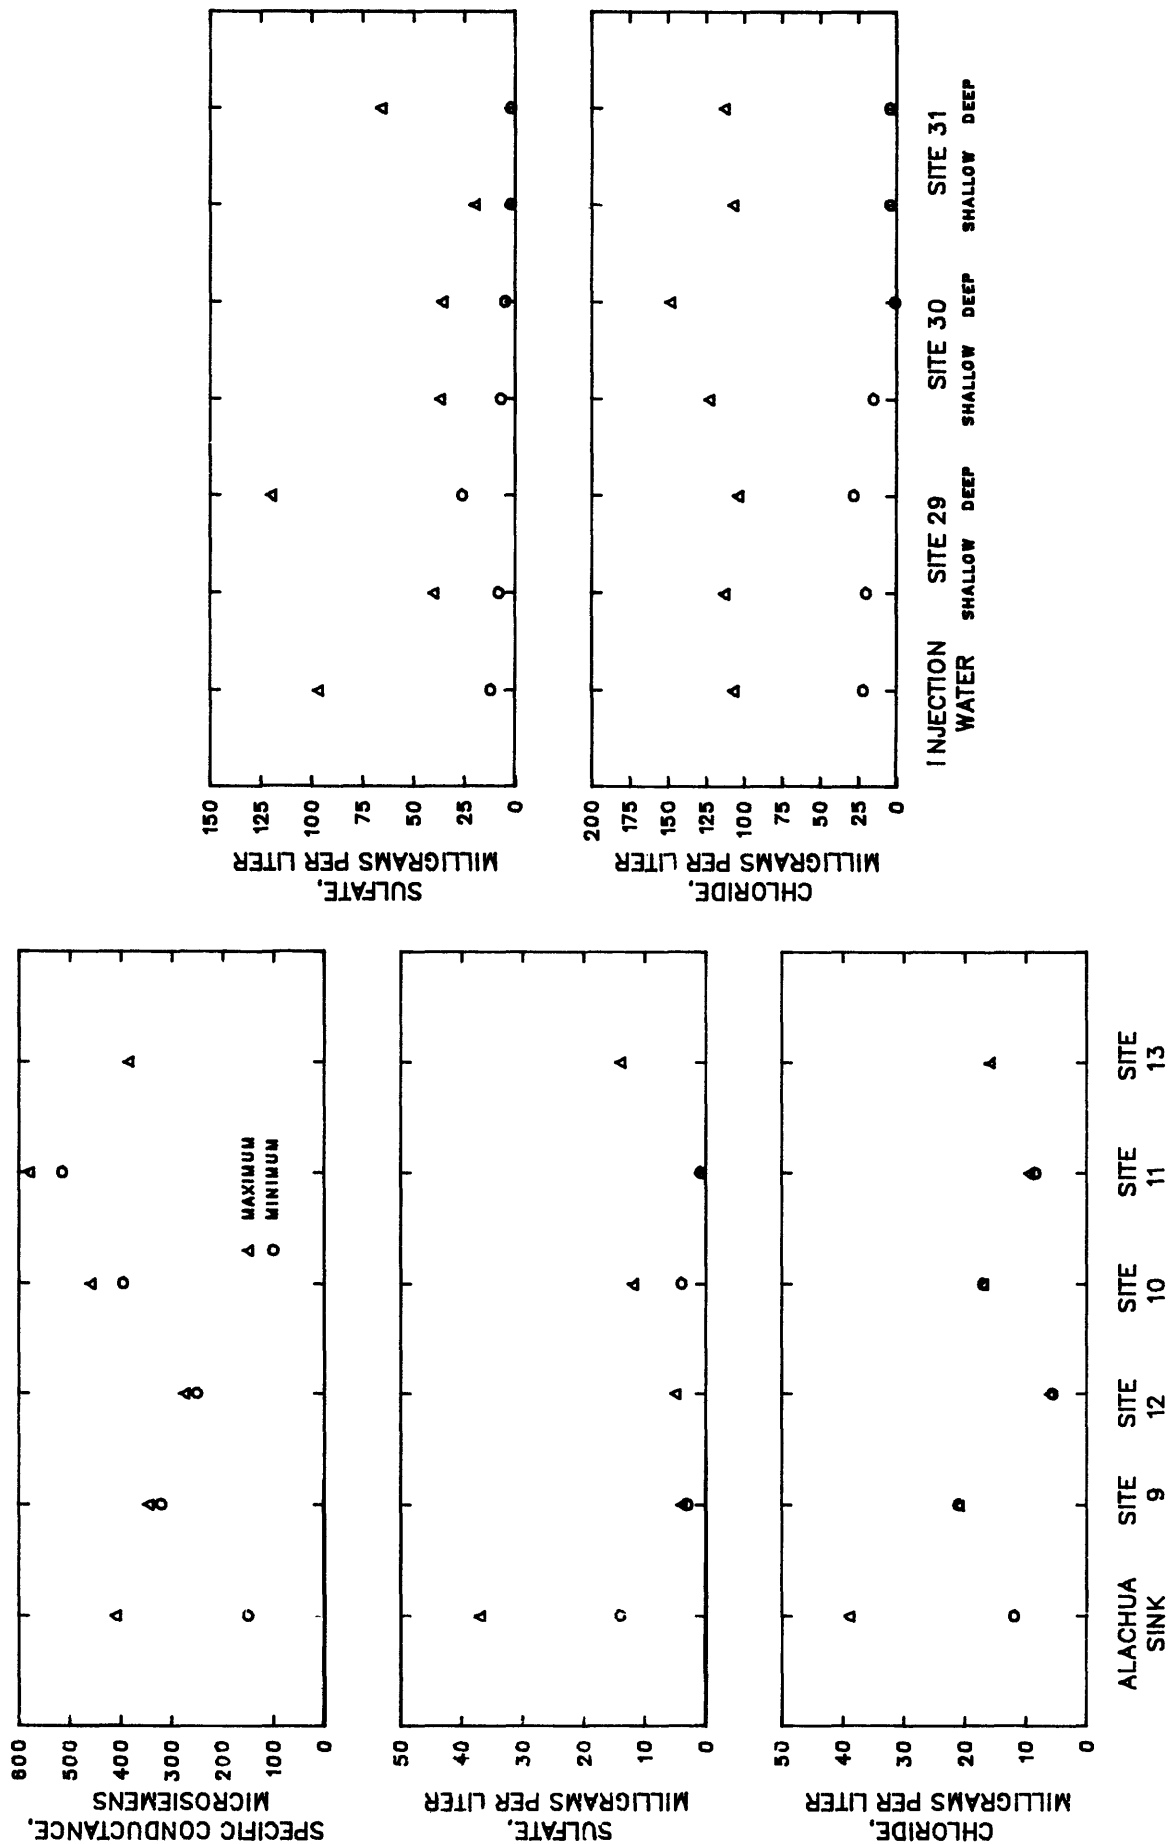 SPECIFIC CONDUCTANCE,
MICROSIEMENS
600
500
400
300
200
100
0
MAXIMUM
MINIMUM
SULFATE,
MILLIGRAMS PER LITER
50
40
30
20
10
0
CHLORIDE,
MILLIGRAMS PER LITER
50
40
30
20
10
0
ALACHUA
SINK
SITE
9
SITE
12
SITE
10
SITE
11
SITE
13
SULFATE,
MILLIGRAMS PER LITER
150
125
100
75
50
25
0
CHLORIDE,
MILLIGRAMS PER LITER
200
175
150
125
100
75
50
25
0
INJECTION
WATER
SITE 29
SHALLOW DEEP
SITE 30
SHALLOW DEEP
SITE 31
SHALLOW DEEP